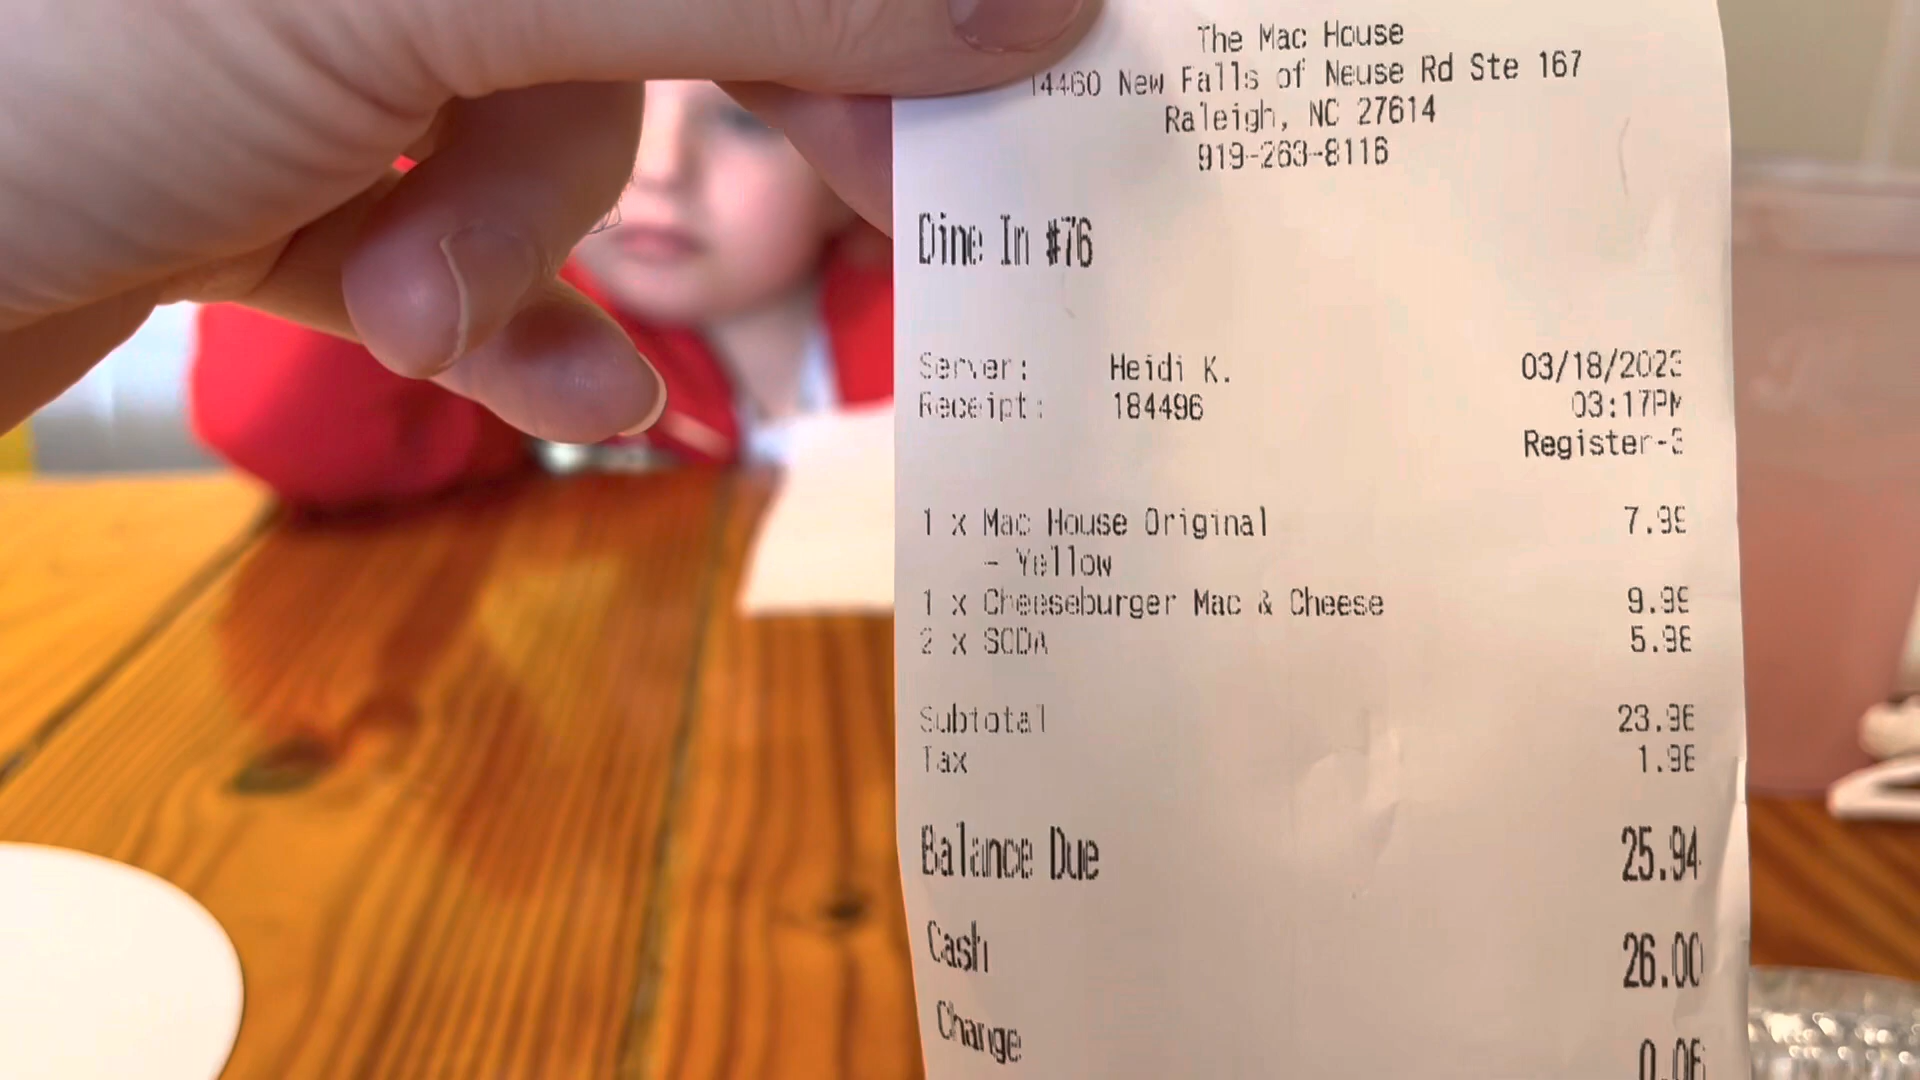 The Mac House
14460 New Falls of Neuse Rd Ste 167
Raleigh, NC 27614
919-263-8116
Dine In #76
Server: Heidi K. 03/18/2023
Receipt: 184496 03:17PM
Register-3
1 x Mac House Original 7.99
- Yellow
1 x Cheeseburger Mac & Cheese 9.99
2 x SODA 5.98
Subtotal 23.96
Tax 1.98
Balance Due 25.94
Cash 26.00
Change 0.06